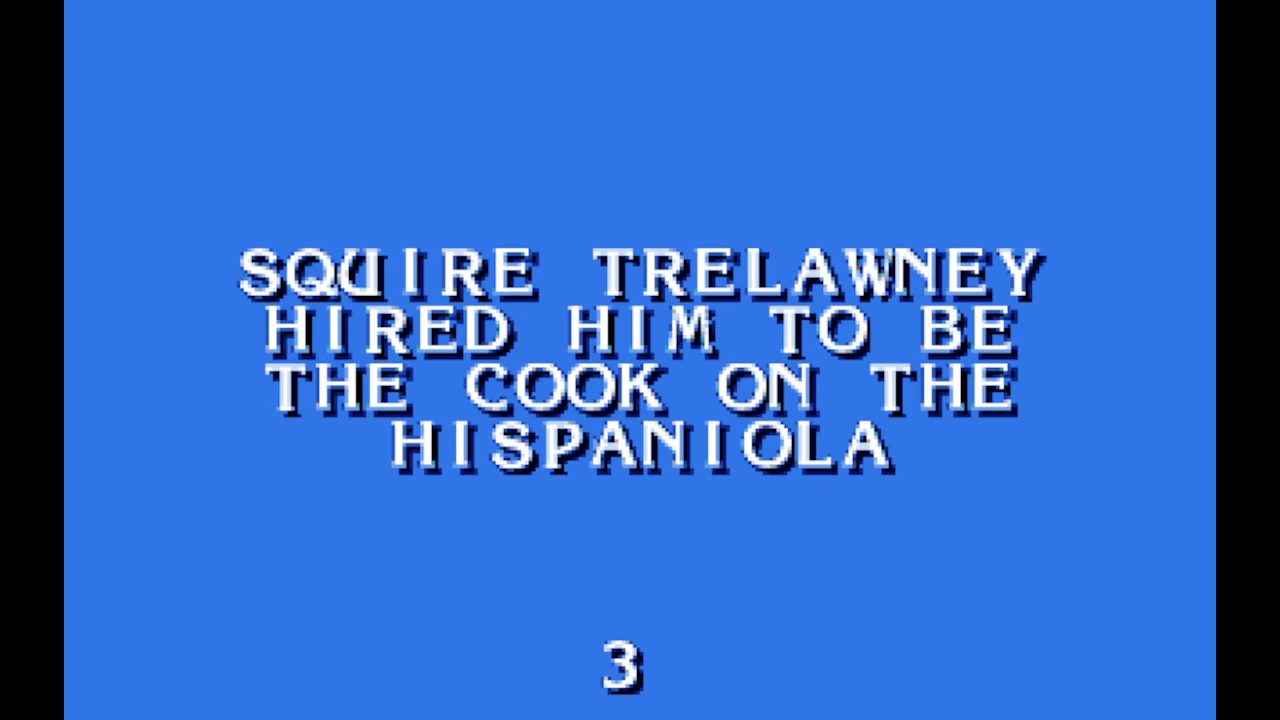 SQUIRE TRELAWNEY
HIRED HIM TO BE
THE COOK ON THE
HISPANIOLA
3